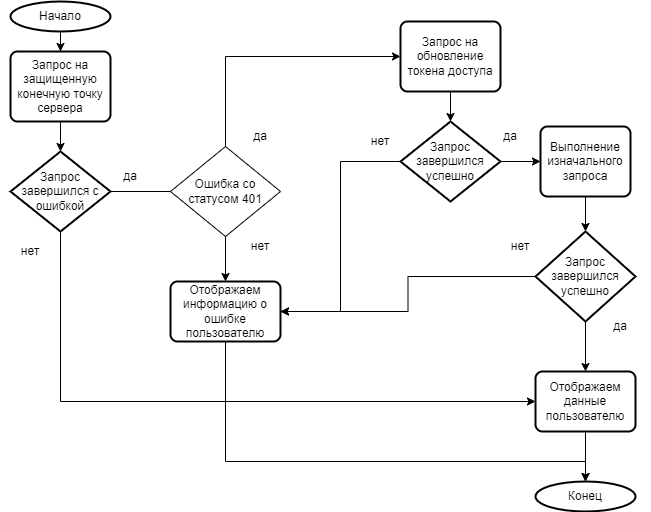 Начало
Запрос на
защищенную
конечную точку
сервера
Запрос
завершился с
ошибкой
да
нет
Ошибка со
статусом 401
да
нет
Отображаем
информацию о
ошибке
пользователю
Запрос на
обновление
токена доступа
Запрос
завершился
успешно
нет
да
Выполнение
изначального
запроса
Запрос
завершился
успешно
нет
да
Отображаем
данные
пользователю
Конец